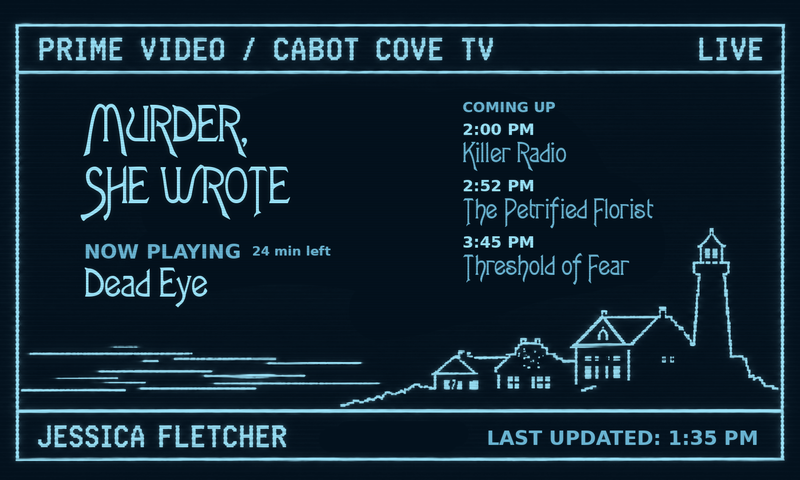 PRIME VIDEO / CABOT COVE TV
LIVE
MURDER,
SHE WROTE
NOW PLAYING 24 min left
Dead Eye
COMING UP
2:00 PM
Killer Radio
2:52 PM
The Petrified Florist
3:45 PM
Threshold of Fear
JESSICA FLETCHER
LAST UPDATED: 1:35 PM